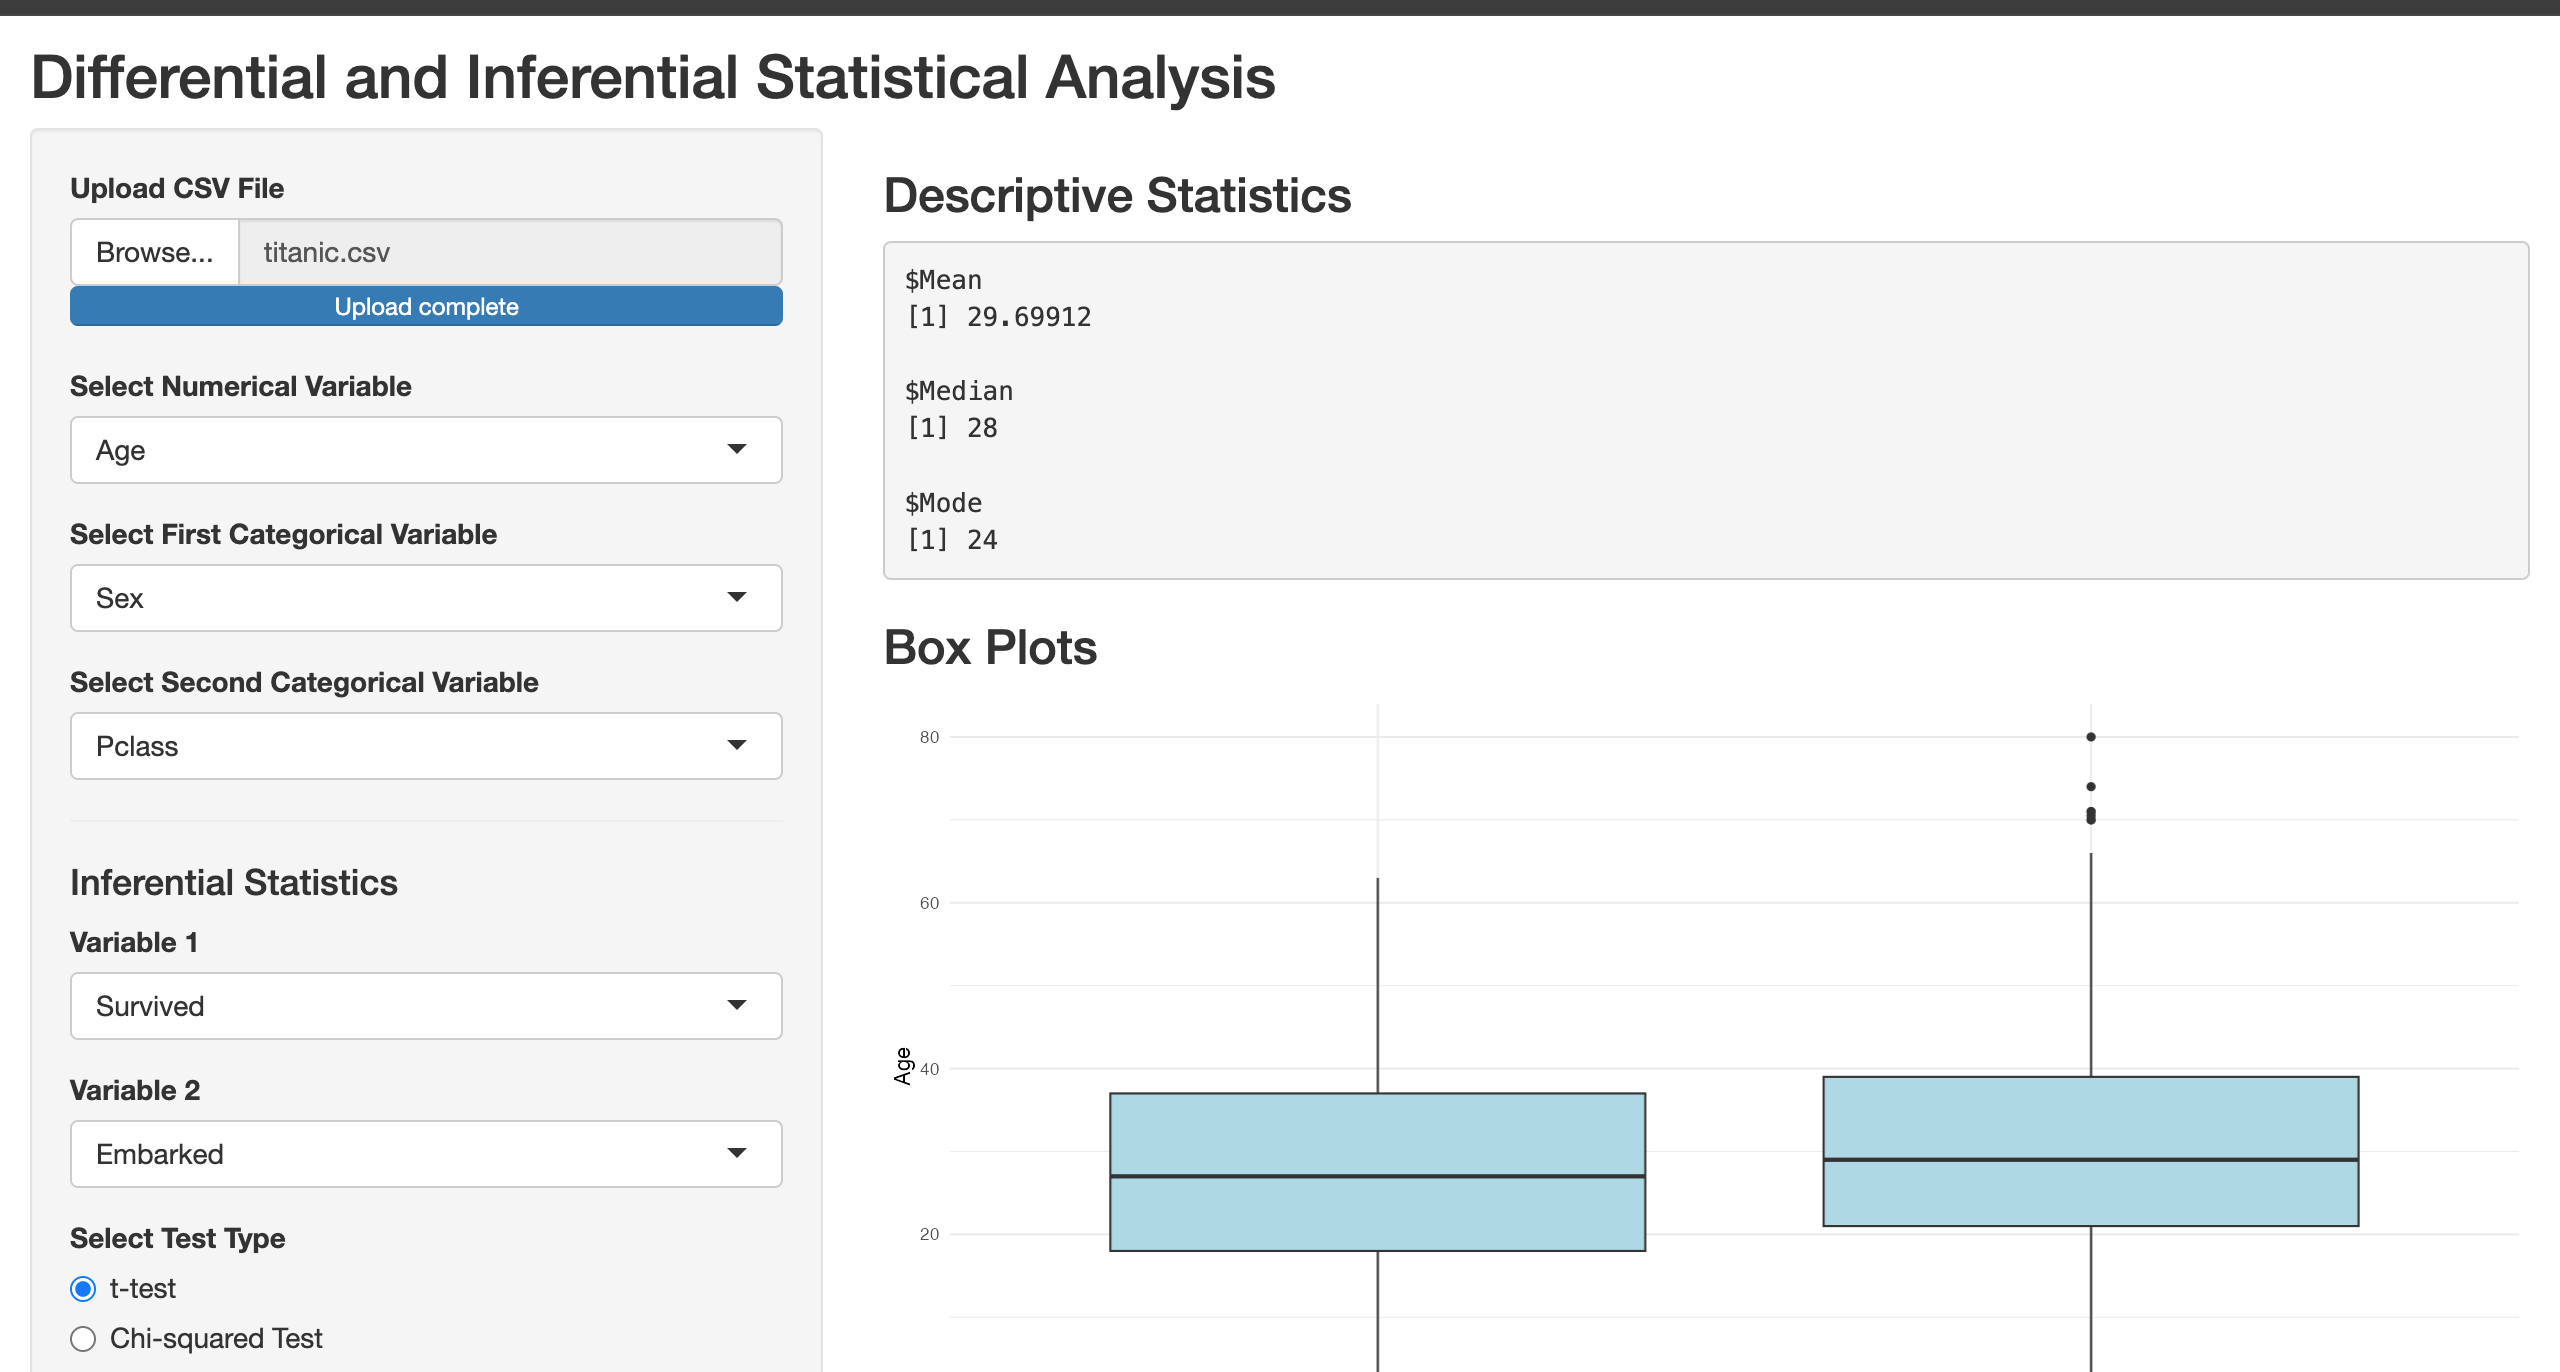 Differential and Inferential Statistical Analysis
Upload CSV File
Browse...
titanic.csv
Upload complete
Select Numerical Variable
Age
Select First Categorical Variable
Sex
Select Second Categorical Variable
Pclass
Inferential Statistics
Variable 1
Survived
Variable 2
Embarked
Select Test Type
t-test
Chi-squared Test
Descriptive Statistics
$Mean
[1] 29.69912
$Median
[1] 28
$Mode
[1] 24
Box Plots
80
60
Age
40
20